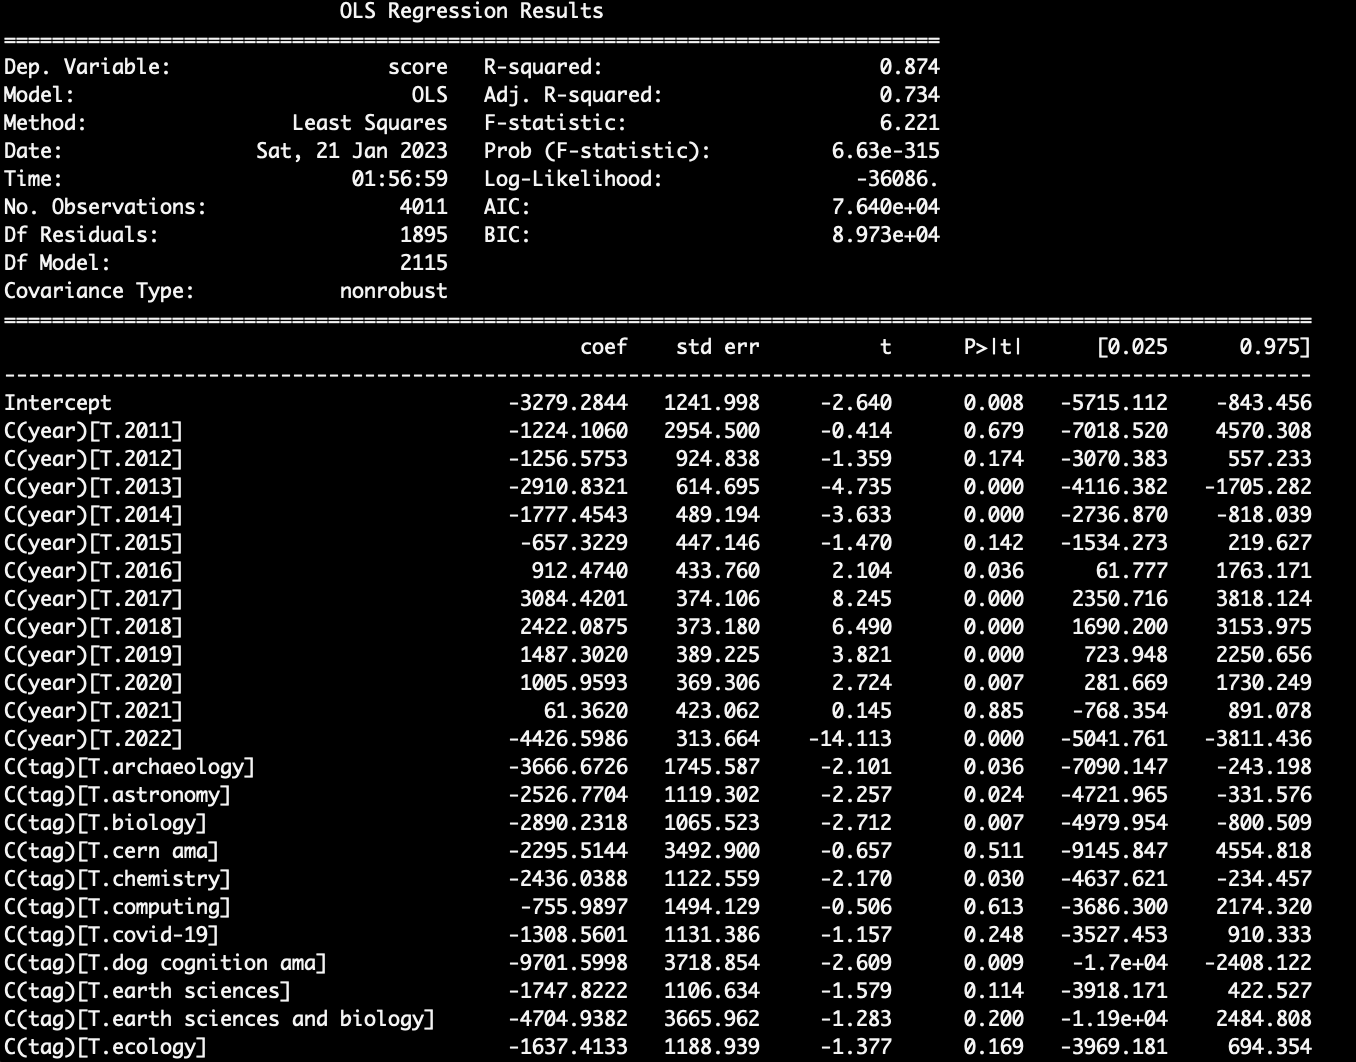 OLS Regression Results
==============================================================================
Dep. Variable: score R-squared: 0.874
Model: OLS Adj. R-squared: 0.734
Method: Least Squares F-statistic: 6.221
Date: Sat, 21 Jan 2023 Prob (F-statistic): 6.63e-315
Time: 01:56:59 Log-Likelihood: -36086.
No. Observations: 4011 AIC: 7.640e+04
Df Residuals: 1895 BIC: 8.973e+04
Df Model: 2115
Covariance Type: nonrobust
=============================================================================================================
coef std err t P>|t| [0.025 0.975]
-------------------------------------------------------------------------------------------------------------
Intercept -3279.2844 1241.998 -2.640 0.008 -5715.112 -843.456
C(year)[T.2011] -1224.1060 2954.500 -0.414 0.679 -7018.520 4570.308
C(year)[T.2012] -1256.5753 924.838 -1.359 0.174 -3070.383 557.233
C(year)[T.2013] -2910.8321 614.695 -4.735 0.000 -4116.382 -1705.282
C(year)[T.2014] -1777.4543 489.194 -3.633 0.000 -2736.870 -818.039
C(year)[T.2015] -657.3229 447.146 -1.470 0.142 -1534.273 219.627
C(year)[T.2016] 912.4740 433.760 2.104 0.036 61.777 1763.171
C(year)[T.2017] 3084.4201 374.106 8.245 0.000 2350.716 3818.124
C(year)[T.2018] 2422.0875 373.180 6.490 0.000 1690.200 3153.975
C(year)[T.2019] 1487.3020 389.225 3.821 0.000 723.948 2250.656
C(year)[T.2020] 1005.9593 369.306 2.724 0.007 281.669 1730.249
C(year)[T.2021] 61.3620 423.062 0.145 0.885 -768.354 891.078
C(year)[T.2022] -4426.5986 313.664 -14.113 0.000 -5041.761 -3811.436
C(tag)[T.archaeology] -3666.6726 1745.587 -2.101 0.036 -7090.147 -243.198
C(tag)[T.astronomy] -2526.7704 1119.302 -2.257 0.024 -4721.965 -331.576
C(tag)[T.biology] -2890.2318 1065.523 -2.712 0.007 -4979.954 -800.509
C(tag)[T.cern ama] -2295.5144 3492.900 -0.657 0.511 -9145.847 4554.818
C(tag)[T.chemistry] -2436.0388 1122.559 -2.170 0.030 -4637.621 -234.457
C(tag)[T.computing] -755.9897 1494.129 -0.506 0.613 -3686.300 2174.320
C(tag)[T.covid-19] -1308.5601 1131.386 -1.157 0.248 -3527.453 910.333
C(tag)[T.dog cognition ama] -9701.5998 3718.854 -2.609 0.009 -1.7e+04 -2408.122
C(tag)[T.earth sciences] -1747.8222 1106.634 -1.579 0.114 -3918.171 422.527
C(tag)[T.earth sciences and biology] -4704.9382 3665.962 -1.283 0.200 -1.19e+04 2484.808
C(tag)[T.ecology] -1637.4133 1188.939 -1.377 0.169 -3969.181 694.354